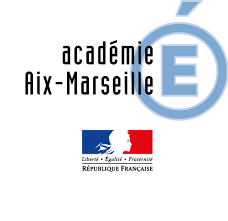 académie
Aix-Marseille É
Liberté • Égalité • Fraternité
RÉPUBLIQUE FRANÇAISE